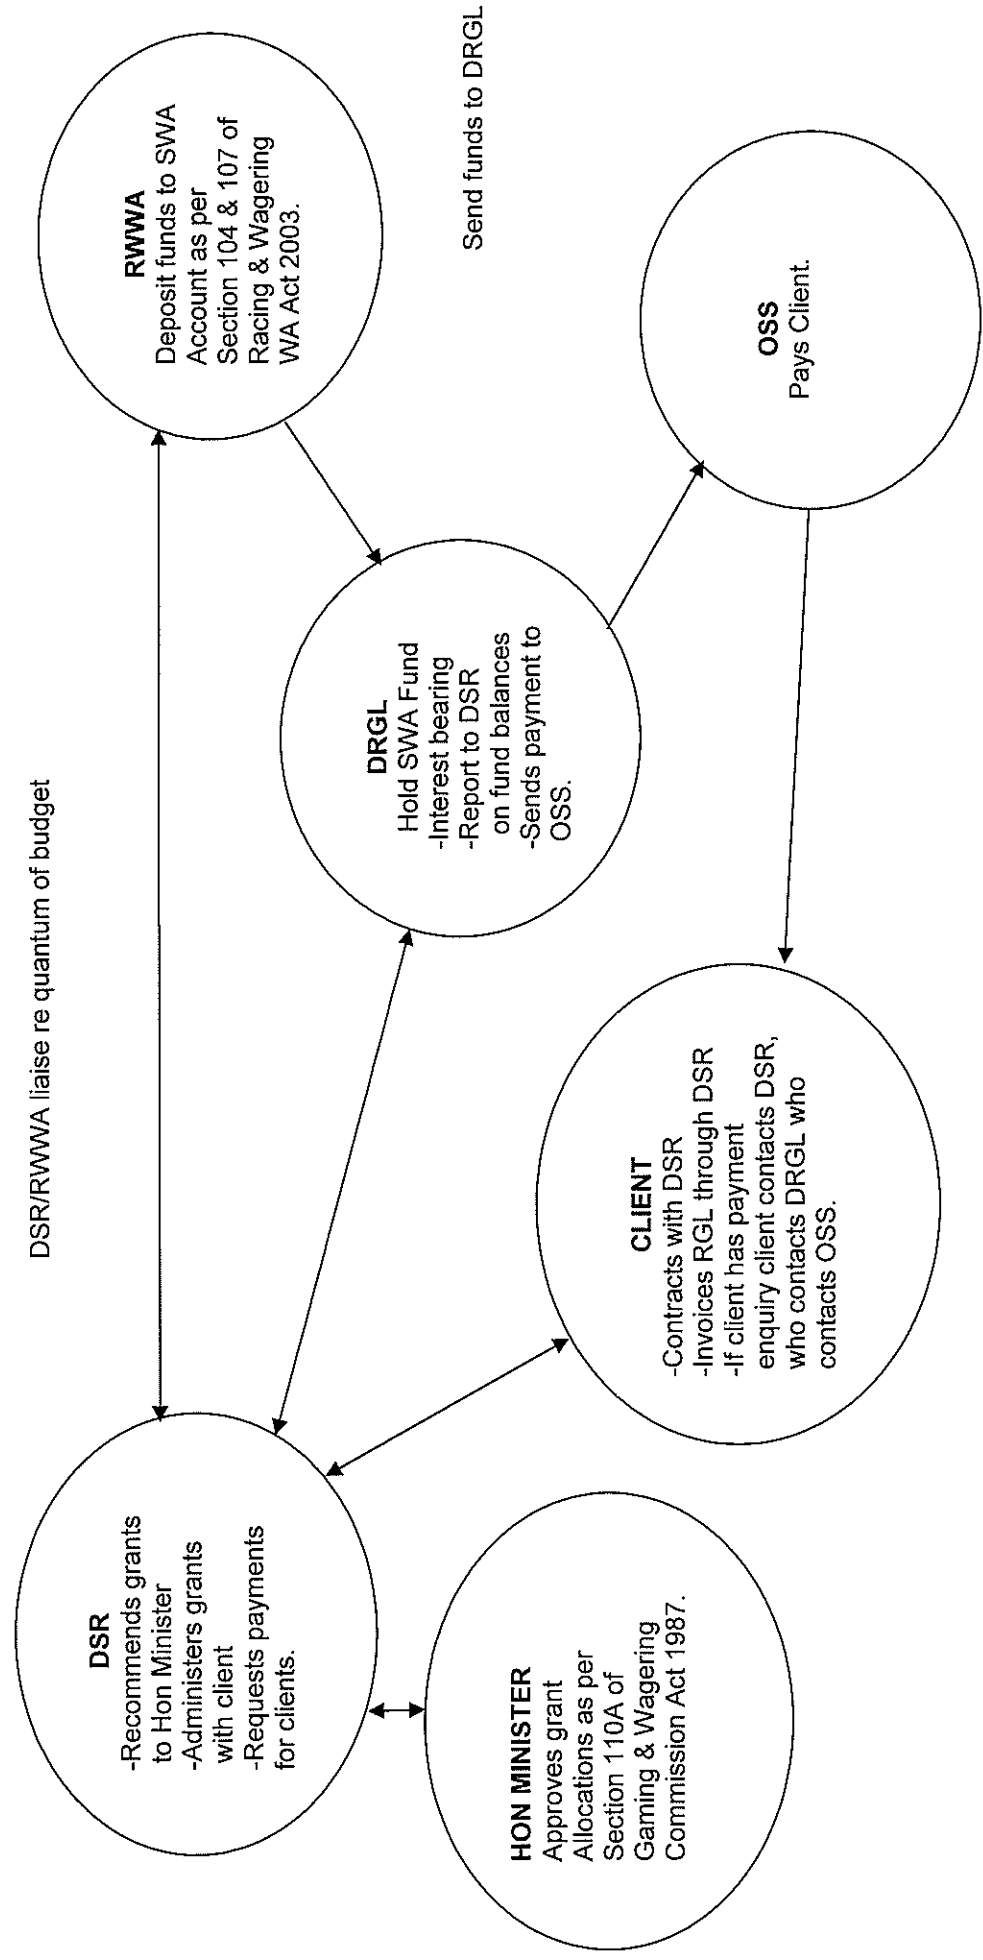 DSR/RWWA liaise re quantum of budget
DSR
-Recommends grants
to Hon Minister
-Administers grants
with client
-Requests payments
for clients.
RWWA
Deposit funds to SWA
Account as per
Section 104 & 107 of
Racing & Wagering
WA Act 2003.
Send funds to DRGL
DRGL
Hold SWA Fund
-Interest bearing
-Report to DSR
on fund balances
-Sends payment to
OSS.
HON MINISTER
Approves grant
Allocations as per
Section 110A of
Gaming & Wagering
Commission Act 1987.
CLIENT
-Contracts with DSR
-Invoices RGL through DSR
-If client has payment
enquiry client contacts DSR,
who contacts DRGL who
contacts OSS.
OSS
Pays Client.